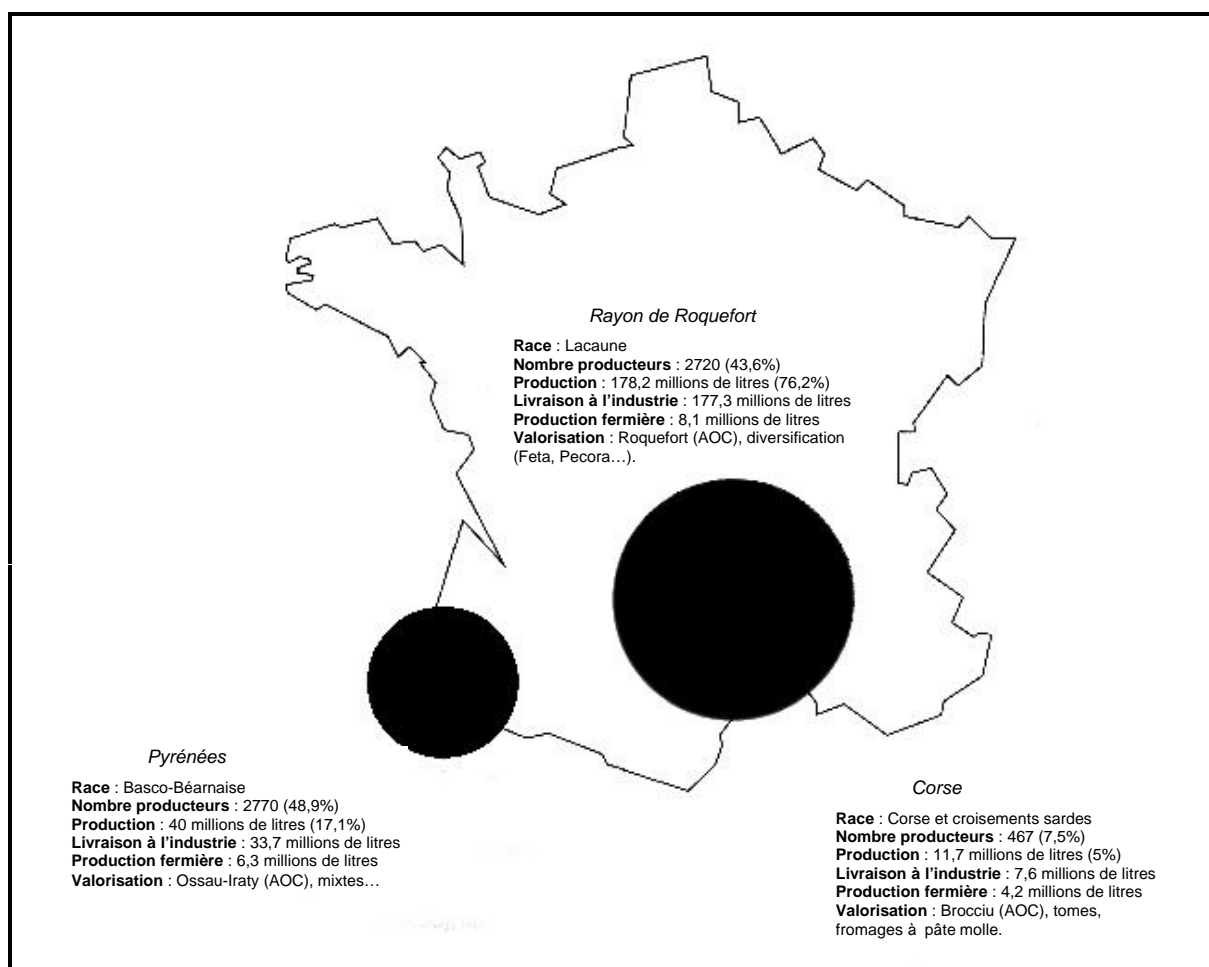 Rayon de Roquefort
Race : Lacaune
Nombre producteurs : 2720 (43,6%)
Production : 178,2 millions de litres (76,2%)
Livraison à l'industrie : 177,3 millions de litres
Production fermière : 8,1 millions de litres
Valorisation : Roquefort (AOC), diversification
(Feta, Pecora…).
Pyrénées
Race : Basco-Béarnaise
Nombre producteurs : 2770 (48,9%)
Production : 40 millions de litres (17,1%)
Livraison à l'industrie : 33,7 millions de litres
Production fermière : 6,3 millions de litres
Valorisation : Ossau-Iraty (AOC), mixtes…
Corse
Race : Corse et croisements sardes
Nombre producteurs : 467 (7,5%)
Production : 11,7 millions de litres (5%)
Livraison à l'industrie : 7,6 millions de litres
Production fermière : 4,2 millions de litres
Valorisation : Brocciu (AOC), tomes,
fromages à pâte molle.